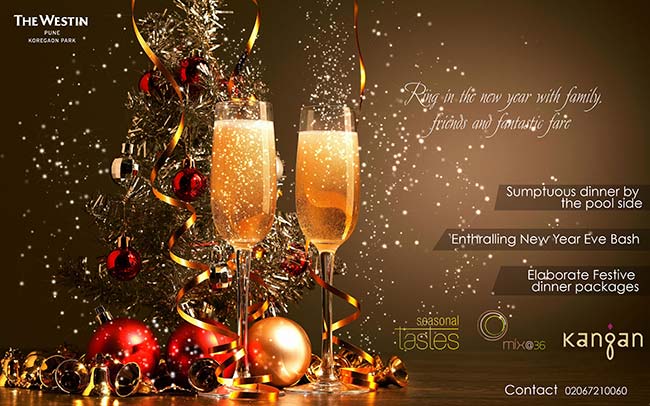 THE WESTIN
PUNE
KOREGAON PARK
Ring in the new year with family,
friends and fantastic fare
Sumptuous dinner by
the pool side
Enthralling New Year Eve Bash
Elaborate Festive
dinner packages
seasonal
tastes
mix@36
kangan
Contact 02067210060